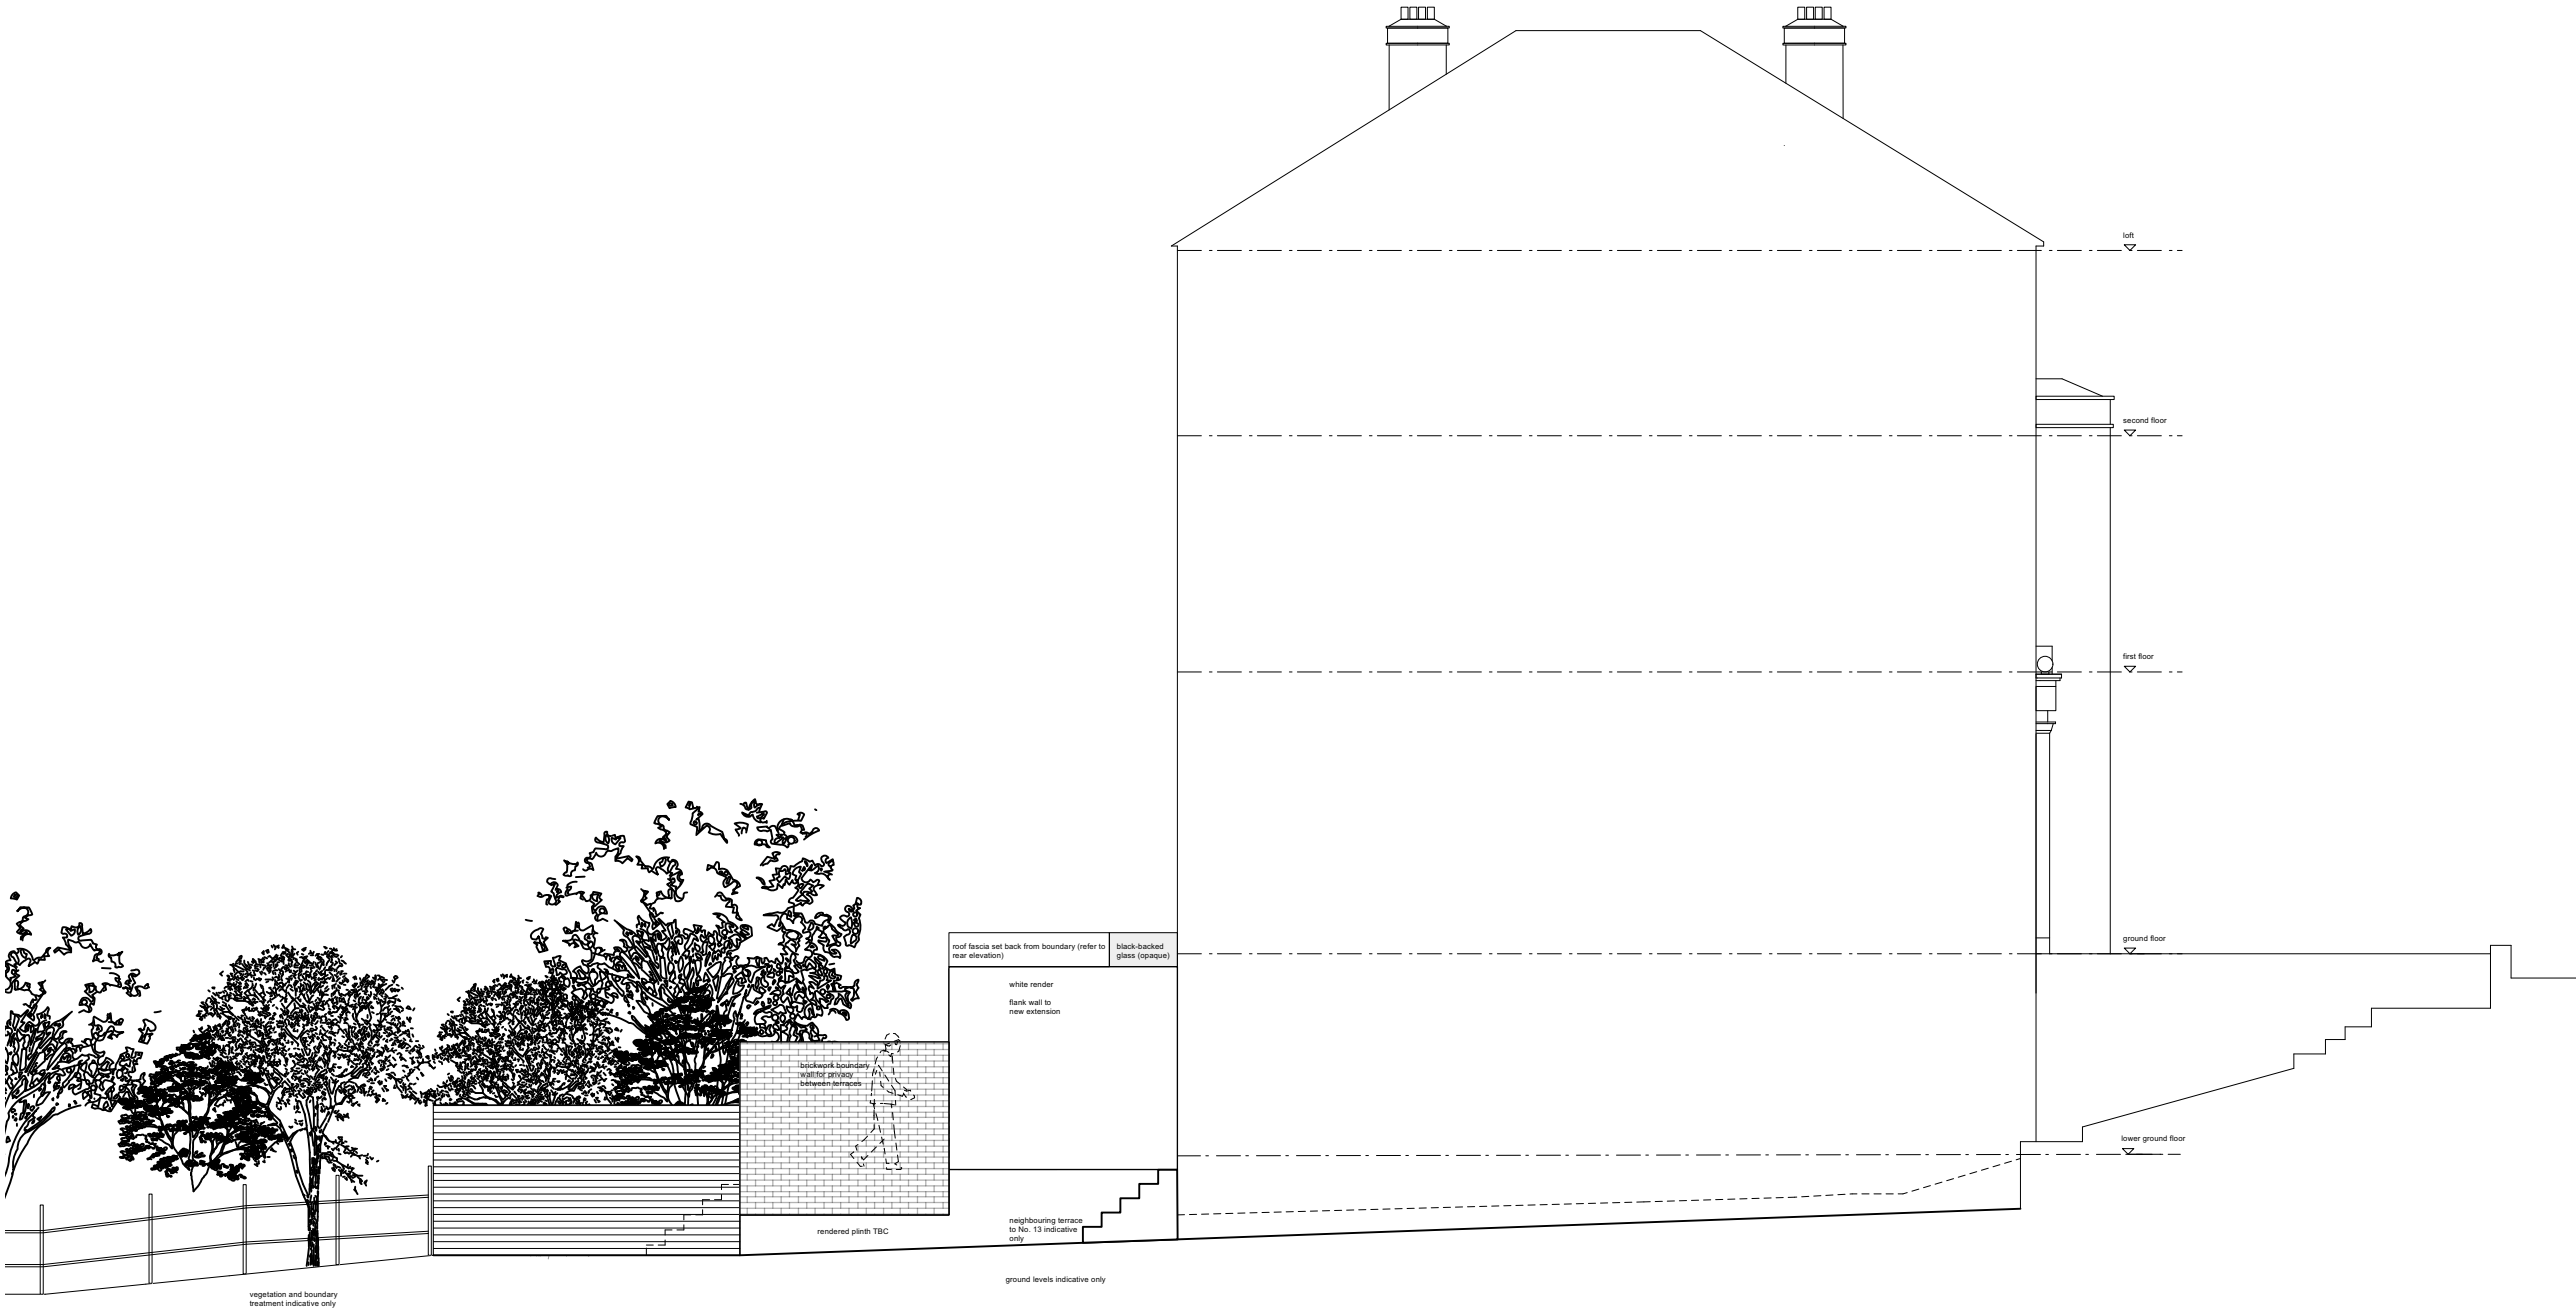 loft
second floor
first floor
ground floor
roof fascia set back from boundary (refer to
rear elevation)
black-backed
glass (opaque)
white render
flank wall to
new extension
brickwork boundary
wall for privacy
between terraces
lower ground floor
neighbouring terrace
to No. 13 indicative
only
rendered plinth TBC
ground levels indicative only
vegetation and boundary
treatment indicative only